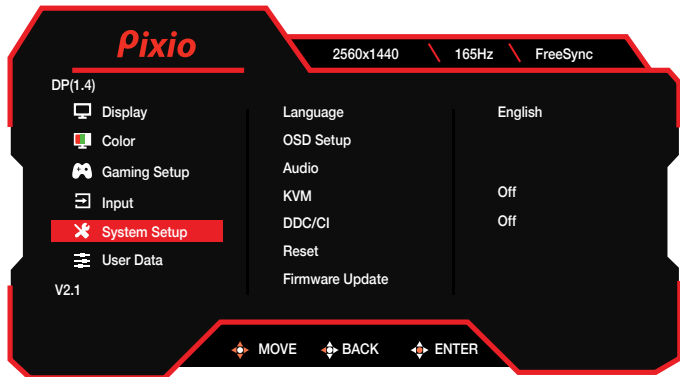 Pixio
2560x1440 165Hz FreeSync
DP(1.4)
Display
Color
Gaming Setup
Input
System Setup
User Data
V2.1
Language English
OSD Setup
Audio
KVM Off
DDC/CI Off
Reset
Firmware Update
MOVE BACK ENTER